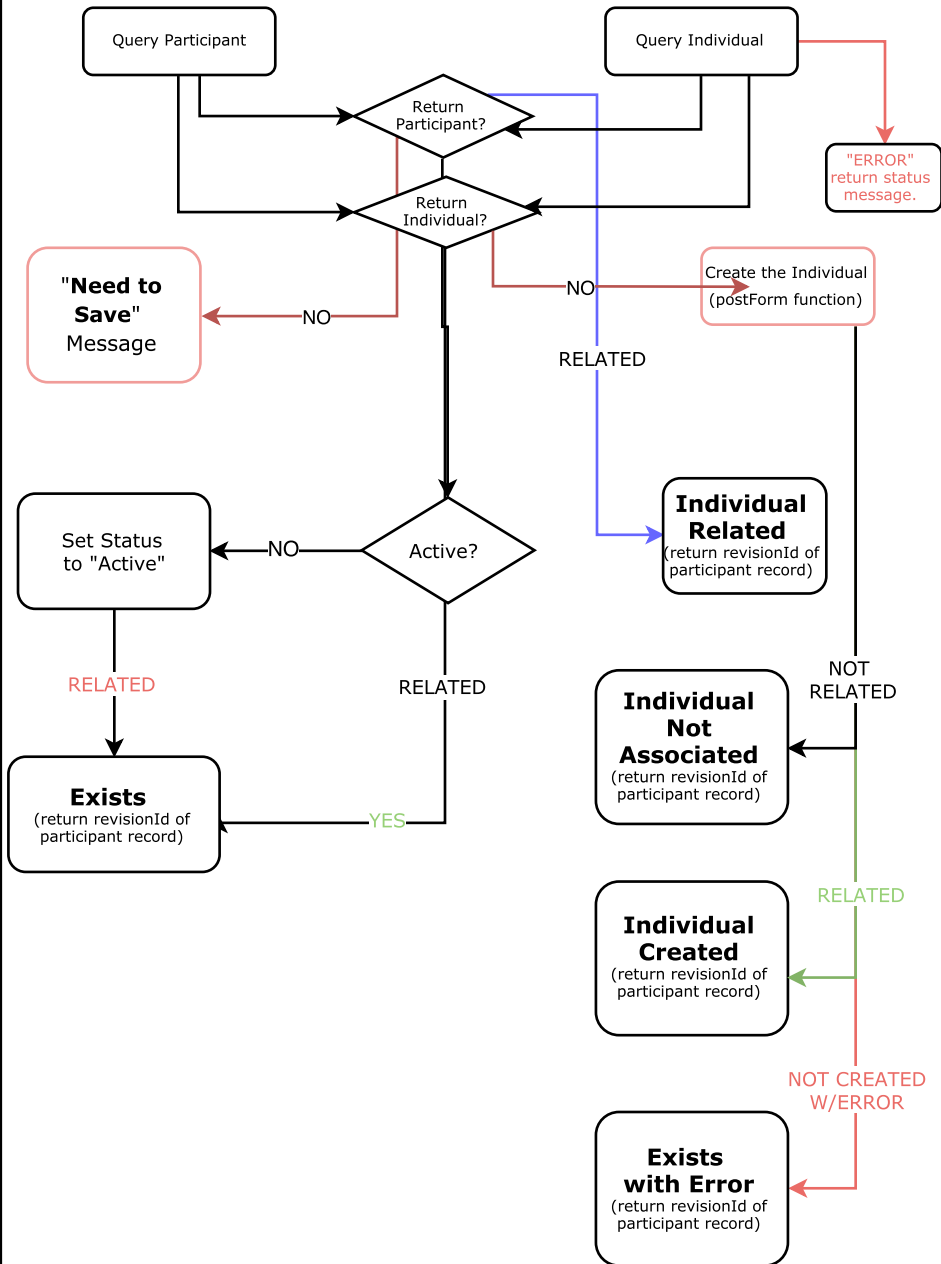 Query Participant
Query Individual
Return
Participant?
"ERROR"
return status
message.
Return
Individual?
"Need to
Save"
Message
NO
NO
Create the Individual
(postForm function)
RELATED
Individual
Related
(return revisionId of
participant record)
Set Status
to "Active"
NO
Active?
RELATED
RELATED
NOT
RELATED
Individual
Not
Associated
(return revisionId of
participant record)
Exists
(return revisionId of
participant record)
YES
RELATED
Individual
Created
(return revisionId of
participant record)
NOT CREATED
W/ERROR
Exists
with Error
(return revisionId of
participant record)